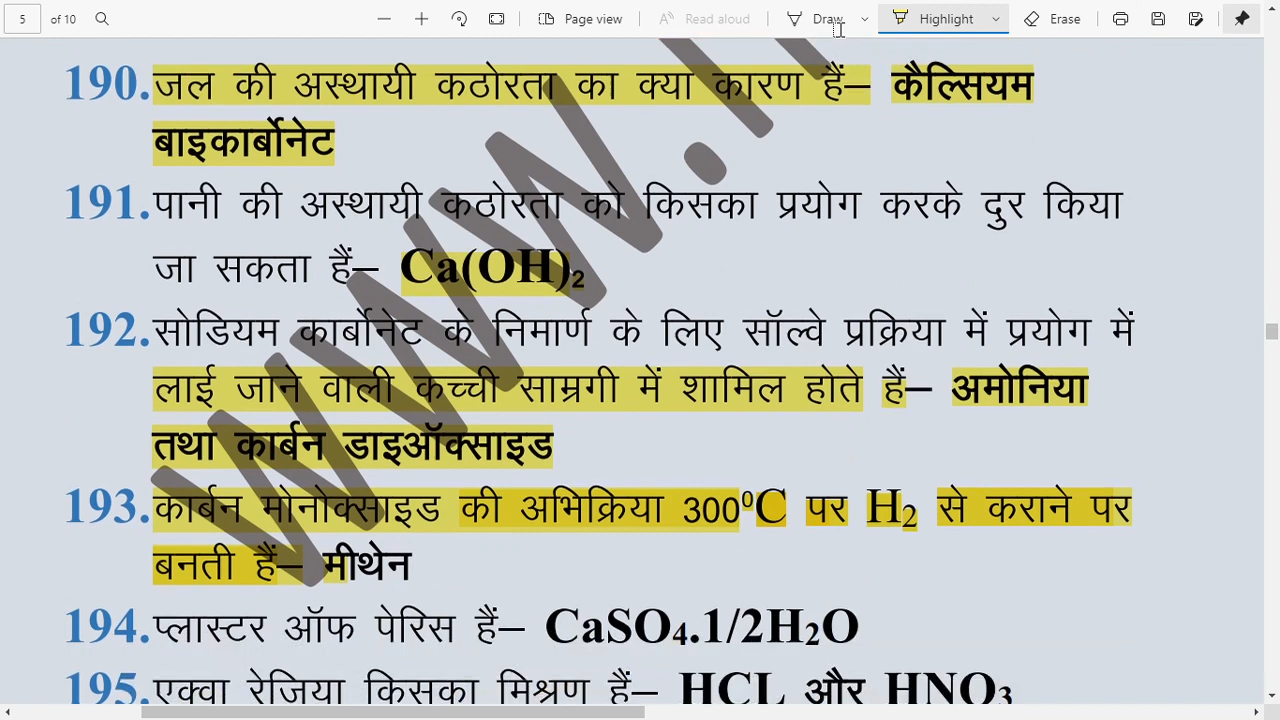 5 of 10 Page view Read aloud Draw Highlight Erase
190. जल की अस्थायी कठोरता का क्या कारण हैं– कैल्सियम
बाइकार्बोनेट
191. पानी की अस्थायी कठोरता को किसका प्रयोग करके दुर किया
जा सकता हैं– Ca(OH)₂
192. सोडियम कार्बोनेट के निमार्ण के लिए सॉल्वे प्रक्रिया में प्रयोग में
लाई जाने वाली कच्ची साम्रगी में शामिल होते हैं– अमोनिया
तथा कार्बन डाइऑक्साइड
193. कार्बन मोनोक्साइड की अभिक्रिया 300⁰C पर H₂ से कराने पर
बनती हैं– मीथेन
194. प्लास्टर ऑफ पेरिस हैं– CaSO₄.1/2H₂O
195. एक्वा रेजिया किसका मिश्रण हैं– HCL और HNO₃